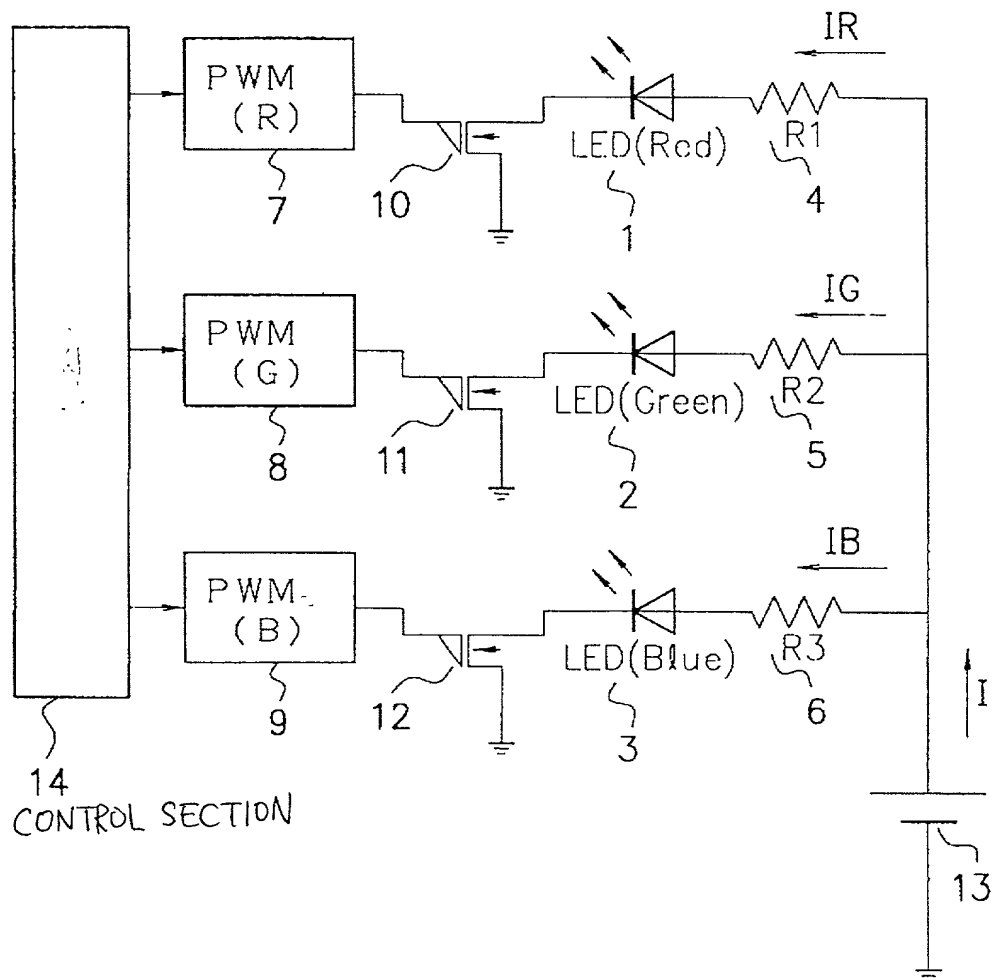 IR
PWM
(R)
LED(Red)
R1
7
10
1
4
IG
PWM
(G)
LED(Green)
R2
8
11
2
5
IB
PWM
(B)
LED(Blue)
R3
9
12
3
6
I
14
CONTROL SECTION
13